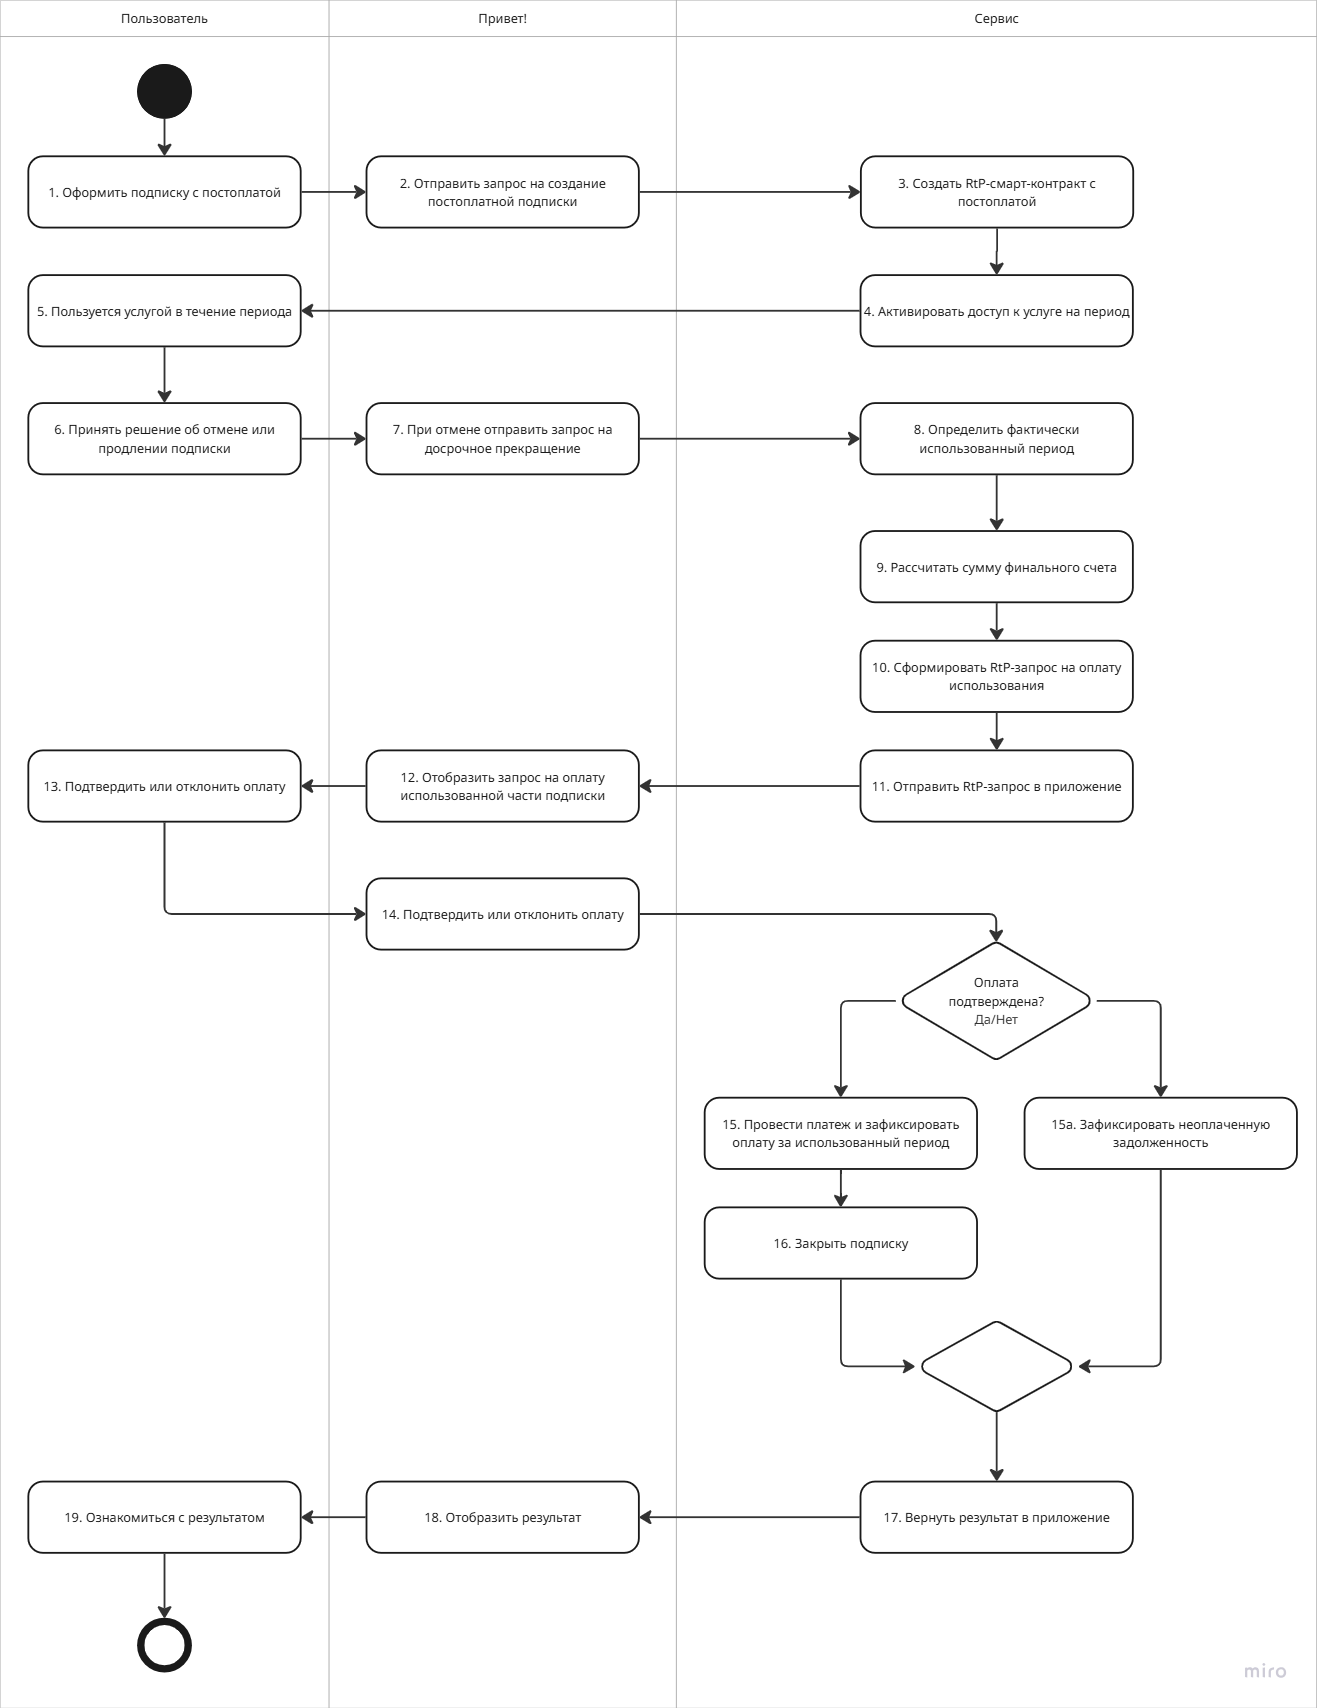 Пользователь
Привет!
Сервис
1. Оформить подписку с постоплатой
2. Отправить запрос на создание
постоплатной подписки
3. Создать RtP-смарт-контракт с
постоплатой
4. Активировать доступ к услуге на период
5. Пользуется услугой в течение периода
6. Принять решение об отмене или
продлении подписки
7. При отмене отправить запрос на
досрочное прекращение
8. Определить фактически
использованный период
9. Рассчитать сумму финального счета
10. Сформировать RtP-запрос на оплату
использования
11. Отправить RtP-запрос в приложение
12. Отобразить запрос на оплату
использованной части подписки
13. Подтвердить или отклонить оплату
14. Подтвердить или отклонить оплату
Оплата
подтверждена?
Да/Нет
15. Провести платеж и зафиксировать
оплату за использованный период
15а. Зафиксировать неоплаченную
задолженность
16. Закрыть подписку
17. Вернуть результат в приложение
18. Отобразить результат
19. Ознакомиться с результатом
miro